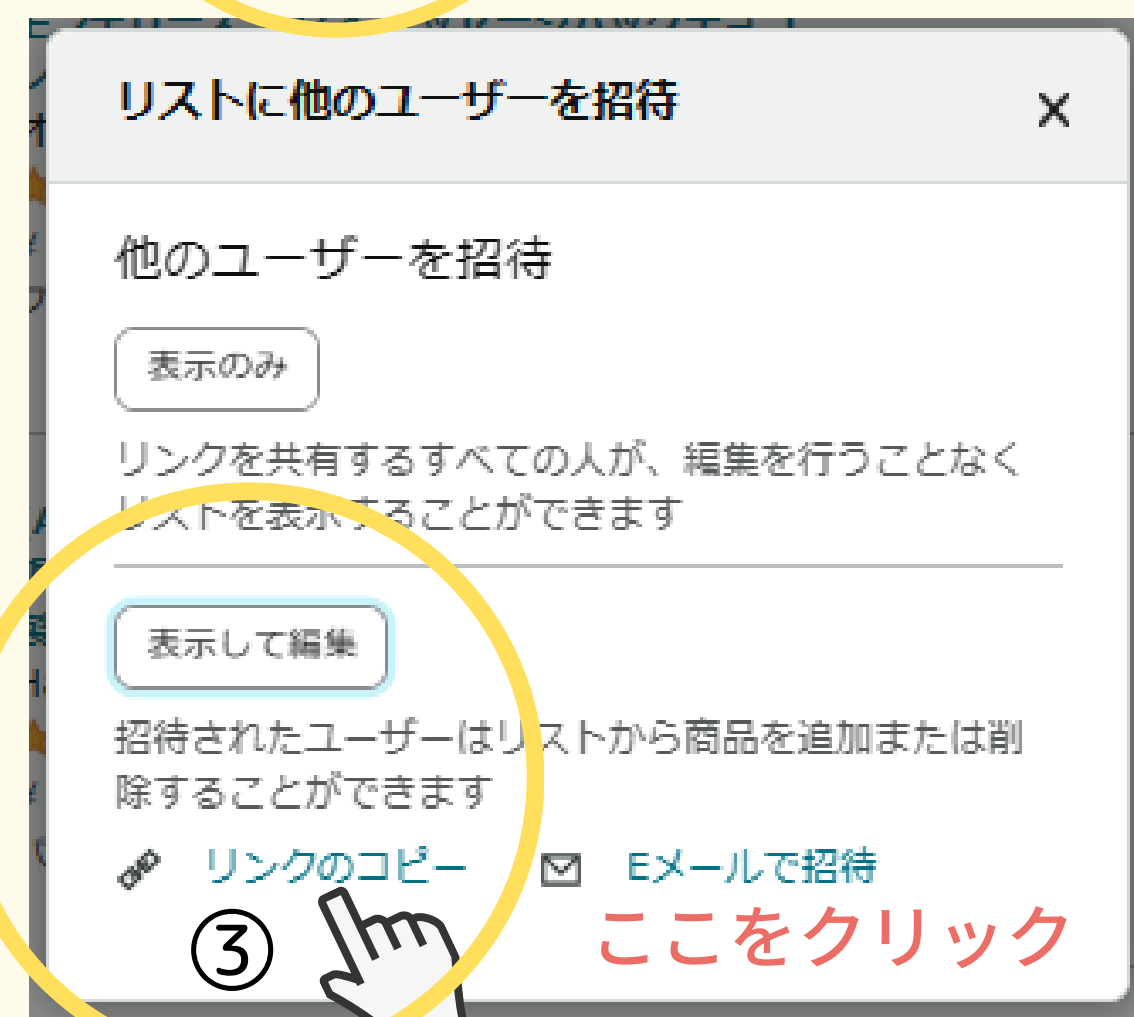 リストに他のユーザーを招待
他のユーザーを招待
表示のみ
リンクを共有するすべての人が、編集を行うことなく
リストを表示することができます
表示して編集
招待されたユーザーはリストから商品を追加または削
除することができます
リンクのコピー Eメールで招待
③ ここをクリック